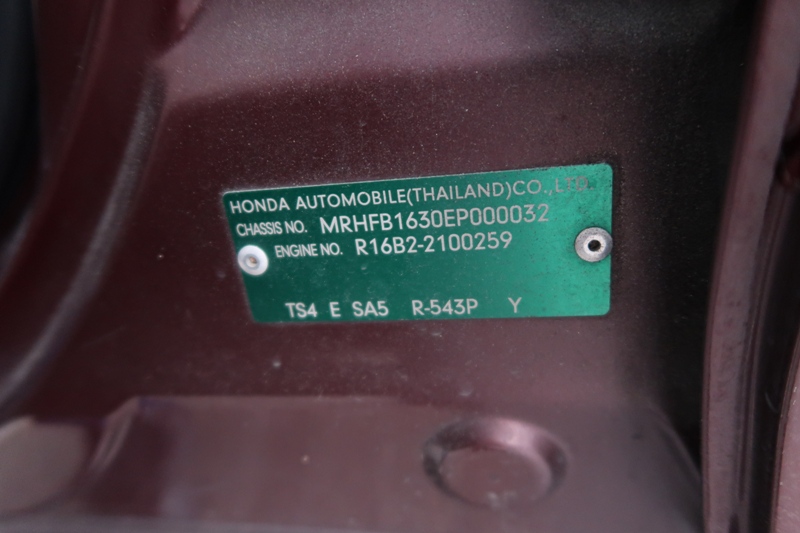 HONDA AUTOMOBILE(THAILAND)CO.,LTD.
CHASSIS NO. MRHFB1630EP000032
ENGINE NO. R16B2-2100259
TS4 E SA5 R-543P Y